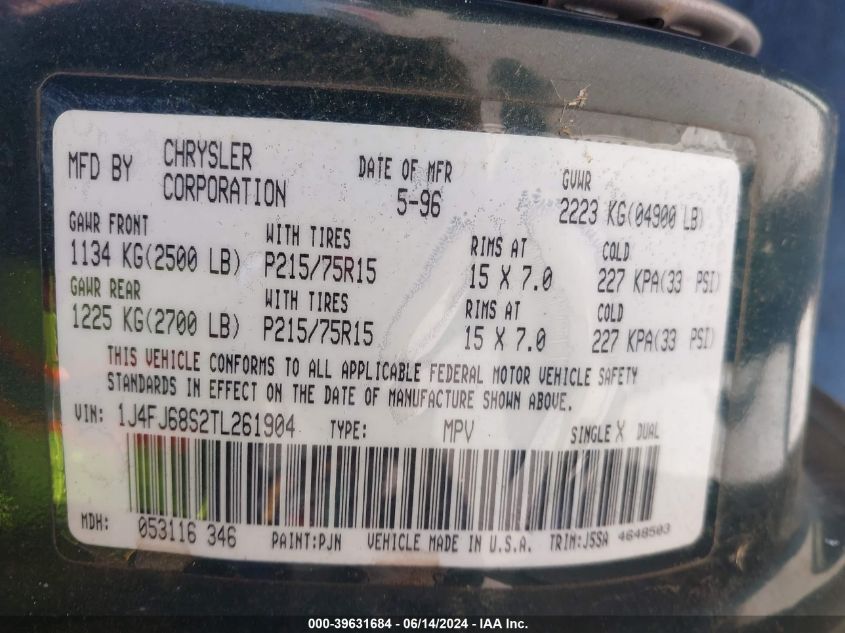 MFD BY CHRYSLER CORPORATION DATE OF MFR 5-96 GVWR 2223 KG(04900 LB)
GAWR FRONT WITH TIRES RIMS AT COLD
1134 KG(2500 LB) P215/75R15 15 X 7.0 227 KPA(33 PSI)
GAWR REAR WITH TIRES RIMS AT COLD
1225 KG(2700 LB) P215/75R15 15 X 7.0 227 KPA(33 PSI)
THIS VEHICLE CONFORMS TO ALL APPLICABLE FEDERAL MOTOR VEHICLE SAFETY
STANDARDS IN EFFECT ON THE DATE OF MANUFACTURE SHOWN ABOVE.
VIN: 1J4FJ68S2TL261904 TYPE: MPV SINGLE X DUAL
MDH: 053116 346 PAINT:PJN VEHICLE MADE IN U.S.A. TRIM:JSSA 4648503
000-39631684 - 06/14/2024 - IAA Inc.